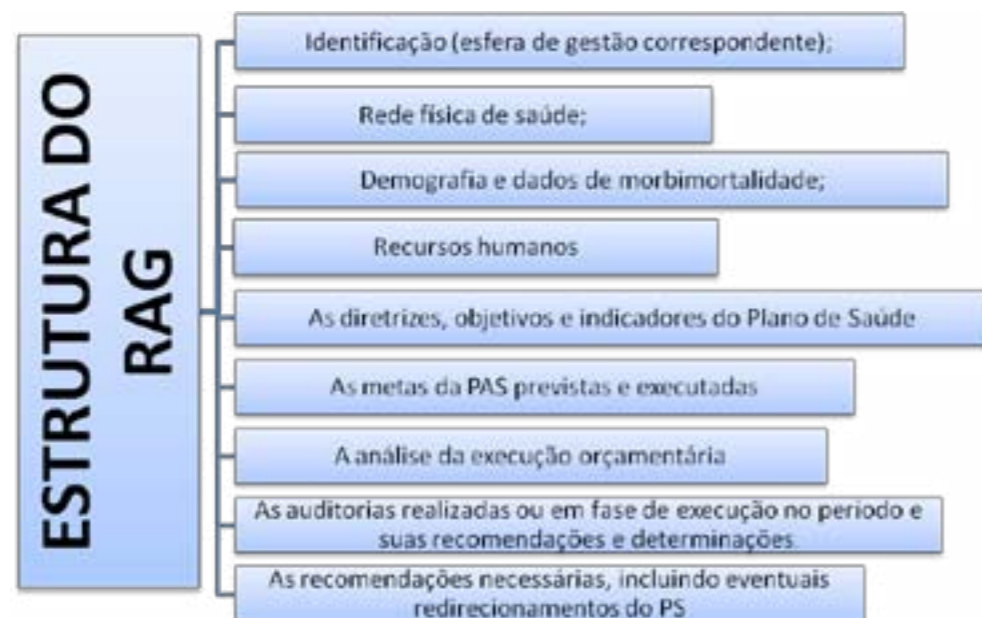 ESTRUTURA DO
RAG
Identificação (esfera de gestão correspondente);
Rede física de saúde;
Demografia e dados de morbimortalidade;
Recursos humanos
As diretrizes, objetivos e indicadores do Plano de Saúde
As metas da PAS previstas e executadas
A análise da execução orçamentária
As auditorias realizadas ou em fase de execução no período e
suas recomendações e determinações
As recomendações necessárias, incluindo eventuais
redirecionamentos do PS